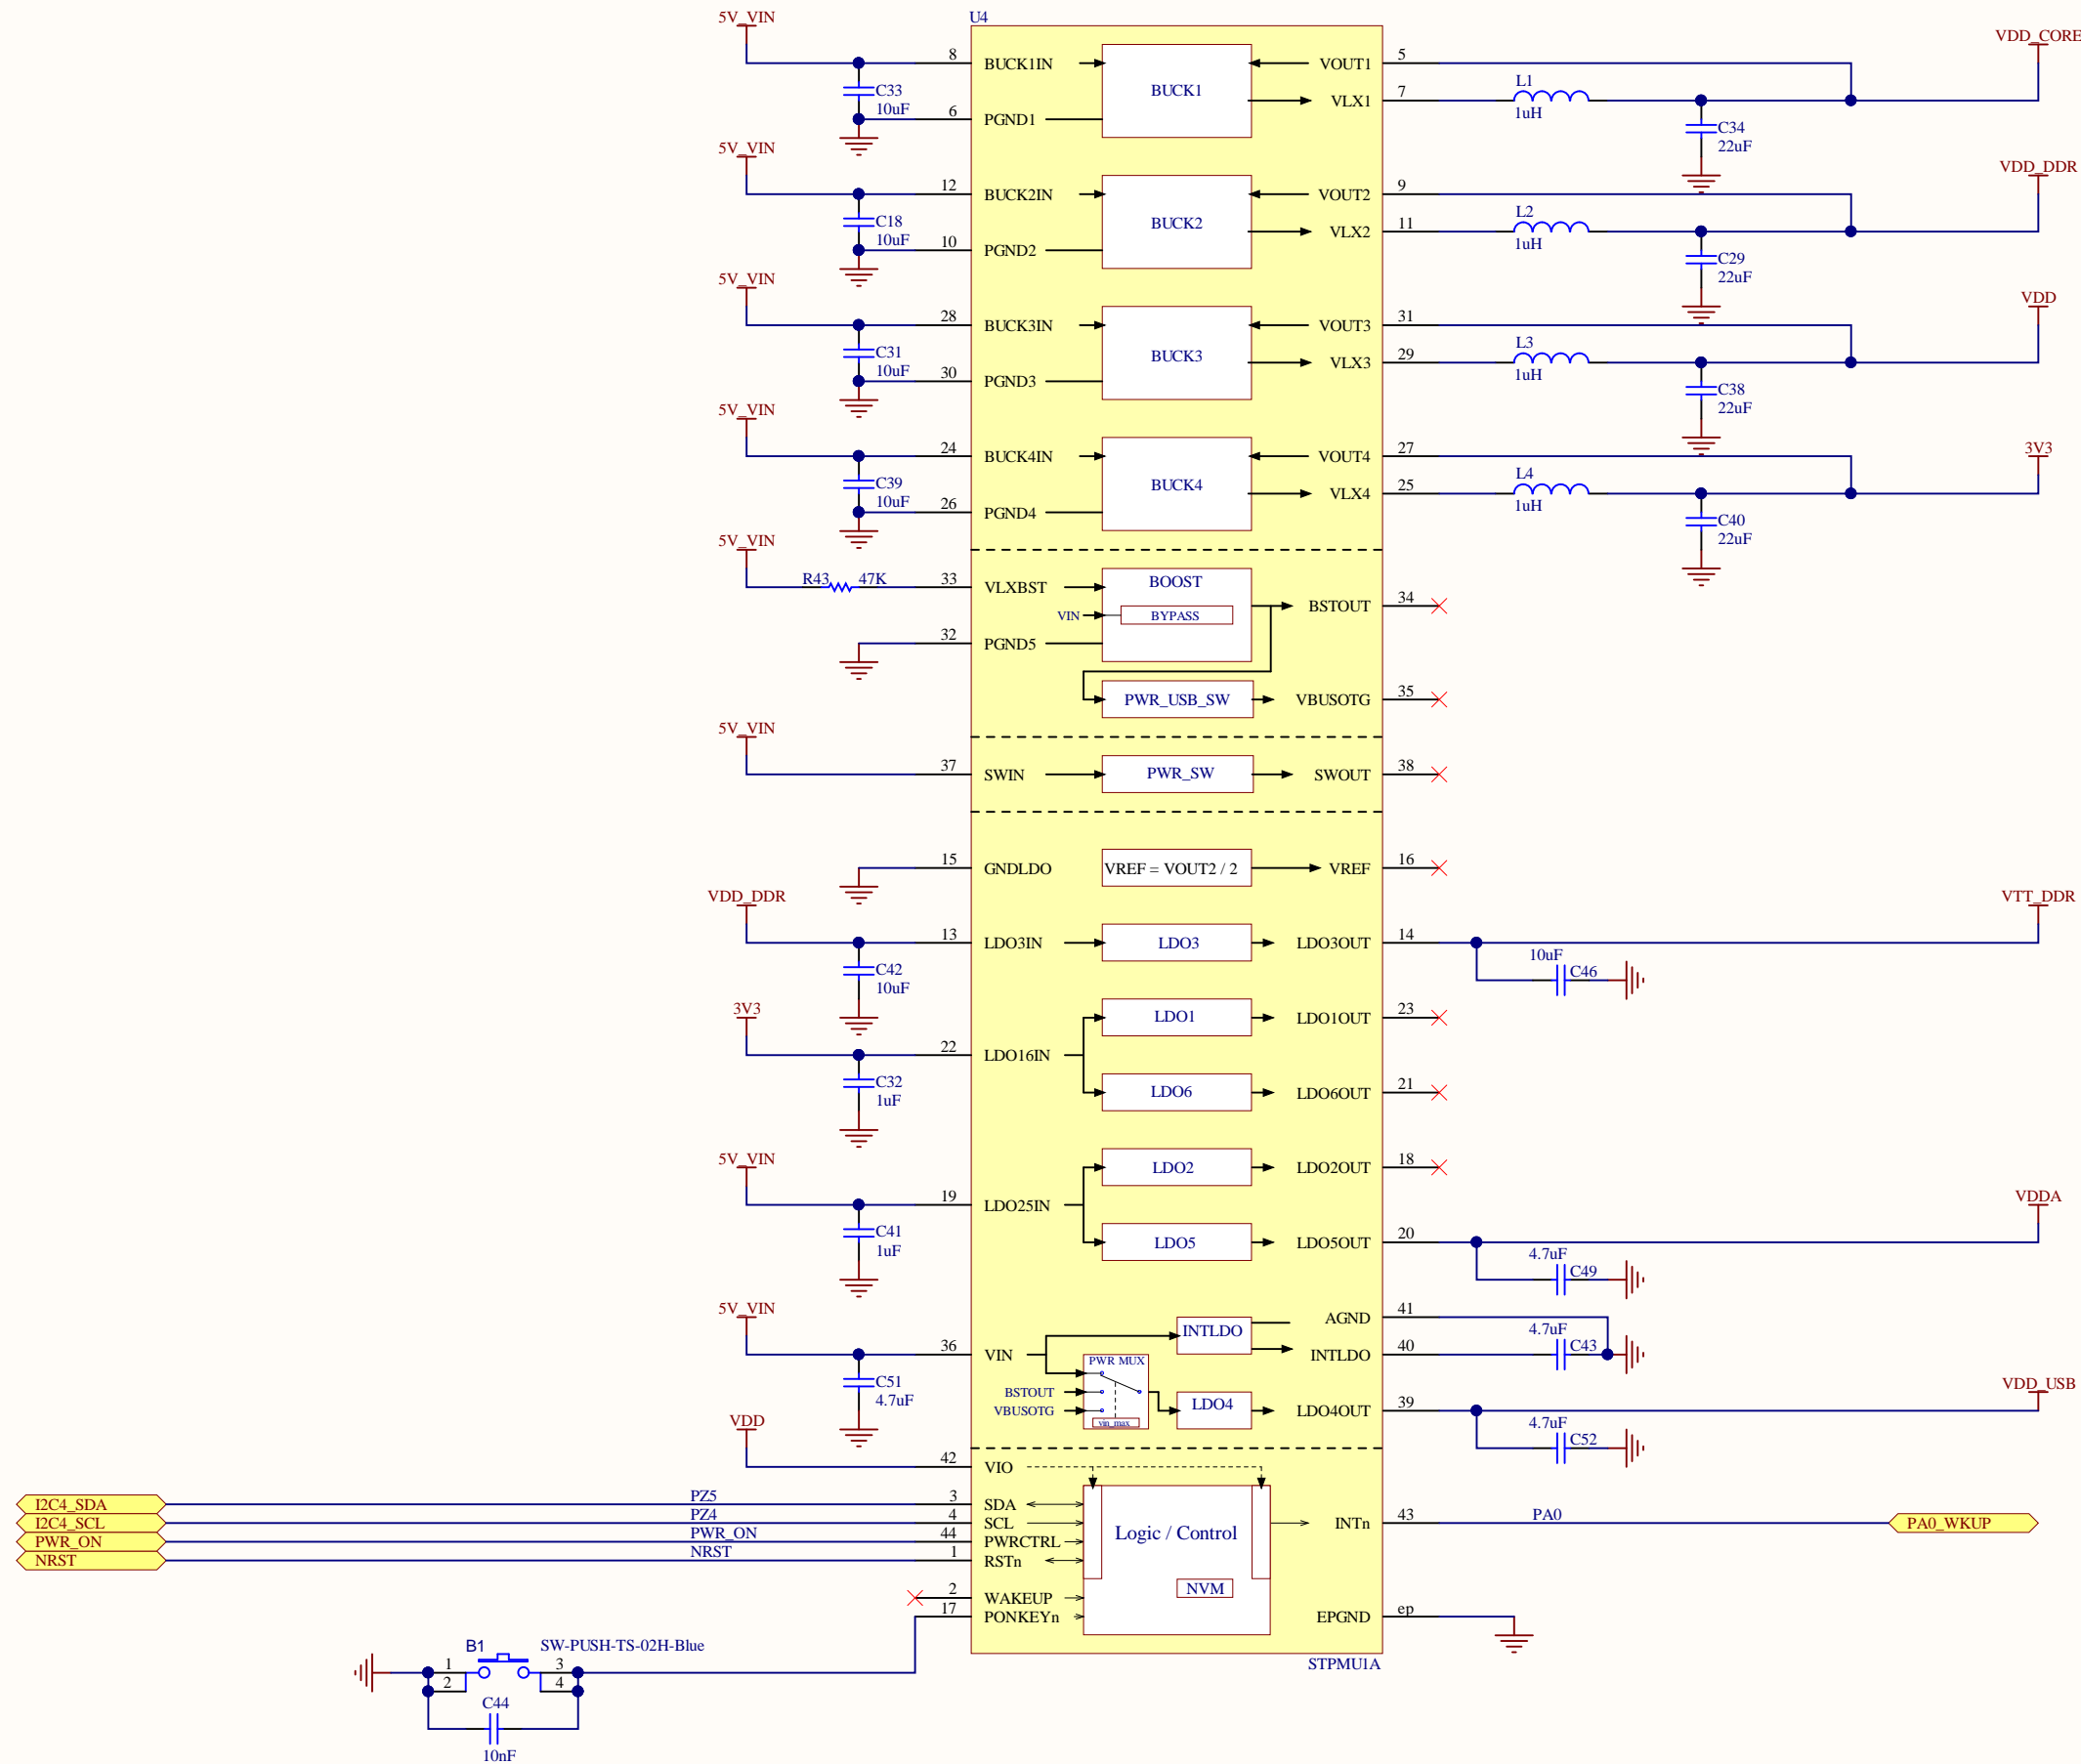 U4
5V_VIN
8 BUCK1IN
C33
10uF
6 PGND1
BUCK1
VOUT1 5
VLX1 7
L1
1uH
C34
22uF
VDD_CORE
5V_VIN
12 BUCK2IN
C18
10uF
10 PGND2
BUCK2
VOUT2 9
VLX2 11
L2
1uH
C29
22uF
VDD_DDR
5V_VIN
28 BUCK3IN
C31
10uF
30 PGND3
BUCK3
VOUT3 31
VLX3 29
L3
1uH
C38
22uF
VDD
5V_VIN
24 BUCK4IN
C39
10uF
26 PGND4
BUCK4
VOUT4 27
VLX4 25
L4
1uH
C40
22uF
3V3
5V_VIN
R43 47K
33 VLXBST
BOOST
VIN
BYPASS
BSTOUT 34
32 PGND5
PWR_USB_SW
VBUSOTG 35
5V_VIN
37 SWIN
PWR_SW
SWOUT 38
15 GNDLDO
VREF = VOUT2 / 2
VREF 16
VDD_DDR
13 LDO3IN
C42
10uF
LDO3
LDO3OUT 14
10uF
C46
VTT_DDR
3V3
22 LDO16IN
C32
1uF
LDO1
LDO1OUT 23
LDO6
LDO6OUT 21
5V_VIN
19 LDO25IN
C41
1uF
LDO2
LDO2OUT 18
LDO5
LDO5OUT 20
4.7uF
C49
VDDA
5V_VIN
36 VIN
C51
4.7uF
INTLDO
AGND 41
INTLDO 40
4.7uF
C43
PWR MUX
BSTOUT
VBUSOTG
vin_max
LDO4
LDO4OUT 39
4.7uF
C52
VDD_USB
VDD
42 VIO
I2C4_SDA PZ5 3 SDA
I2C4_SCL PZ4 4 SCL
PWR_ON PWR_ON 44 PWRCTRL
NRST NRST 1 RSTn
2 WAKEUP
17 PONKEYn
Logic / Control
NVM
INTn 43 PA0 PA0_WKUP
EPGND ep
STPMU1A
B1 SW-PUSH-TS-02H-Blue
1 3
2 4
C44
10nF